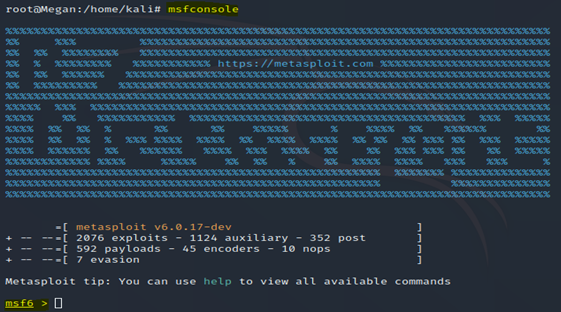 root@Megan:/home/kali# msfconsole
https://metasploit.com
=[ metasploit v6.0.17-dev ]
+ -- --=[ 2076 exploits - 1124 auxiliary - 352 post ]
+ -- --=[ 592 payloads - 45 encoders - 10 nops ]
+ -- --=[ 7 evasion ]
Metasploit tip: You can use help to view all available commands
msf6 >